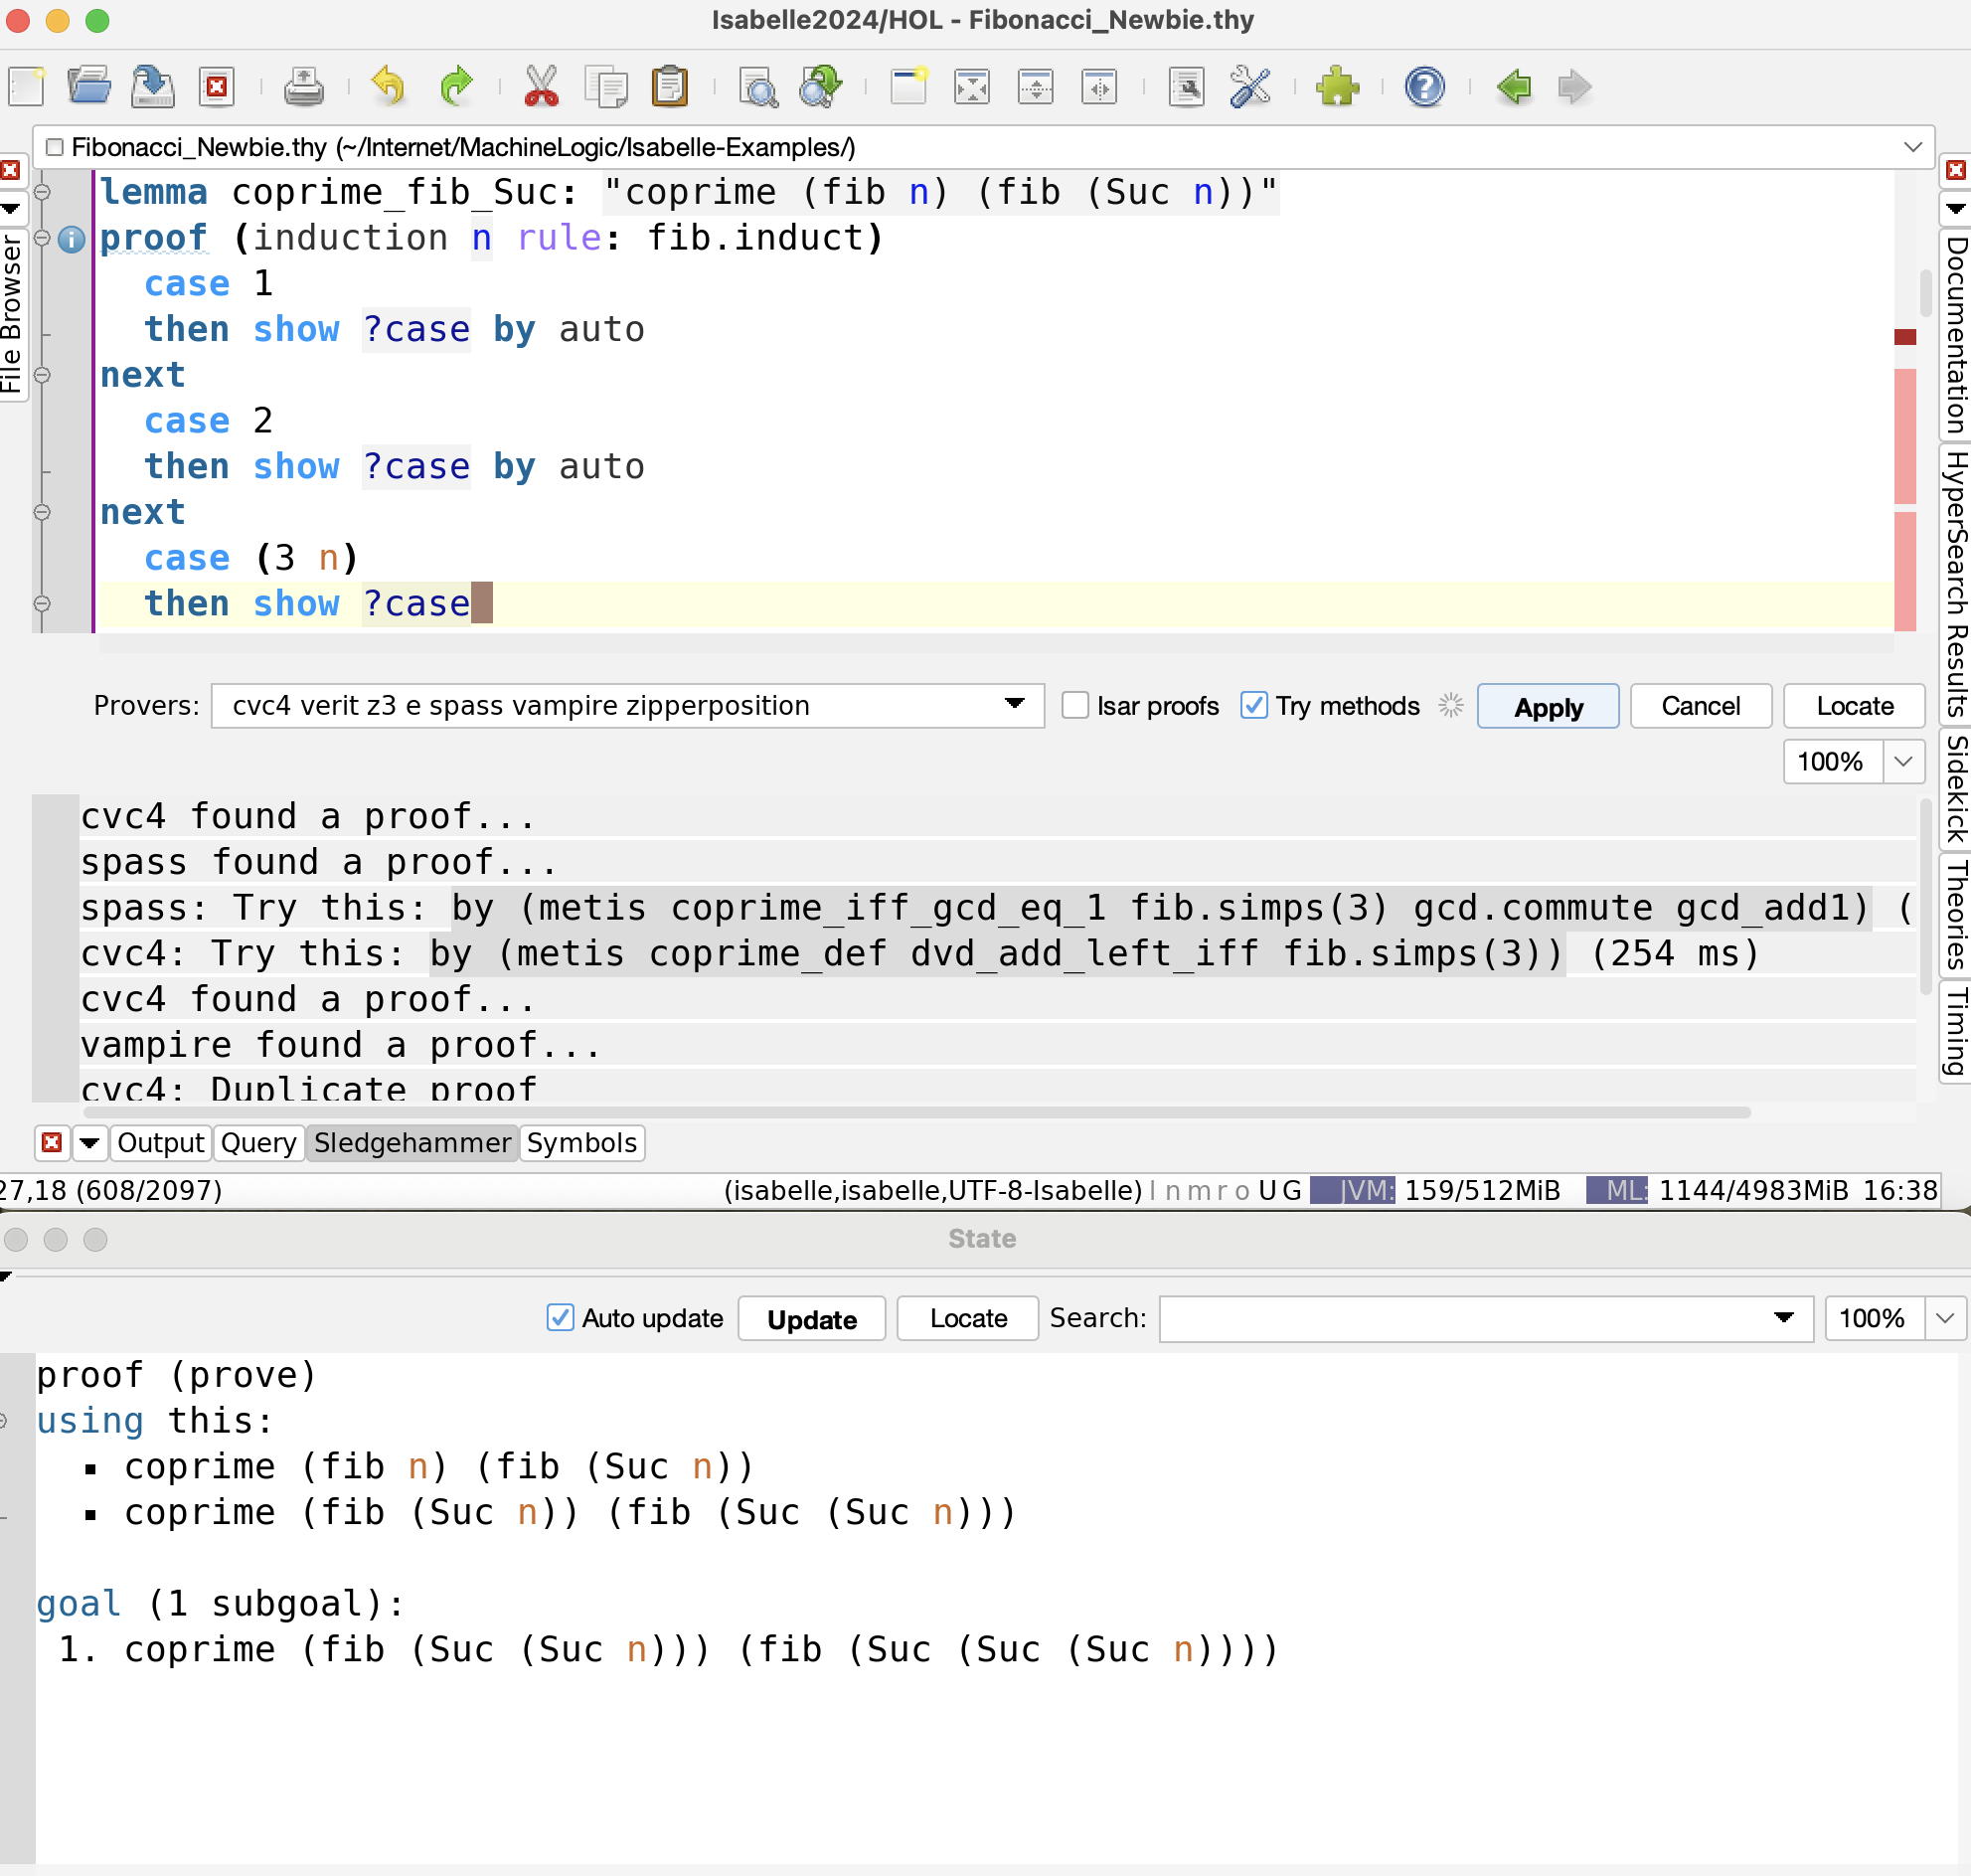 Isabelle2024/HOL - Fibonacci_Newbie.thy
Fibonacci_Newbie.thy (~/Internet/MachineLogic/Isabelle-Examples/)
File Browser
lemma coprime_fib_Suc: "coprime (fib n) (fib (Suc n))"
proof (induction n rule: fib.induct)
case 1
then show ?case by auto
next
case 2
then show ?case by auto
next
case (3 n)
then show ?case
Documentation
HyperSearch Results
Sidekick
Theories
Timing
Provers: cvc4 verit z3 e spass vampire zipperposition Isar proofs Try methods Apply Cancel Locate
100%
cvc4 found a proof...
spass found a proof...
spass: Try this: by (metis coprime_iff_gcd_eq_1 fib.simps(3) gcd.commute gcd_add1) (
cvc4: Try this: by (metis coprime_def dvd_add_left_iff fib.simps(3)) (254 ms)
cvc4 found a proof...
vampire found a proof...
cvc4: Duplicate proof
Output Query Sledgehammer Symbols
27,18 (608/2097) (isabelle,isabelle,UTF-8-Isabelle) | n m r o U G JVM: 159/512MiB ML: 1144/4983MiB 16:38
State
Auto update Update Locate Search: 100%
proof (prove)
using this:
▪ coprime (fib n) (fib (Suc n))
▪ coprime (fib (Suc n)) (fib (Suc (Suc n)))
goal (1 subgoal):
1. coprime (fib (Suc (Suc n))) (fib (Suc (Suc (Suc n))))